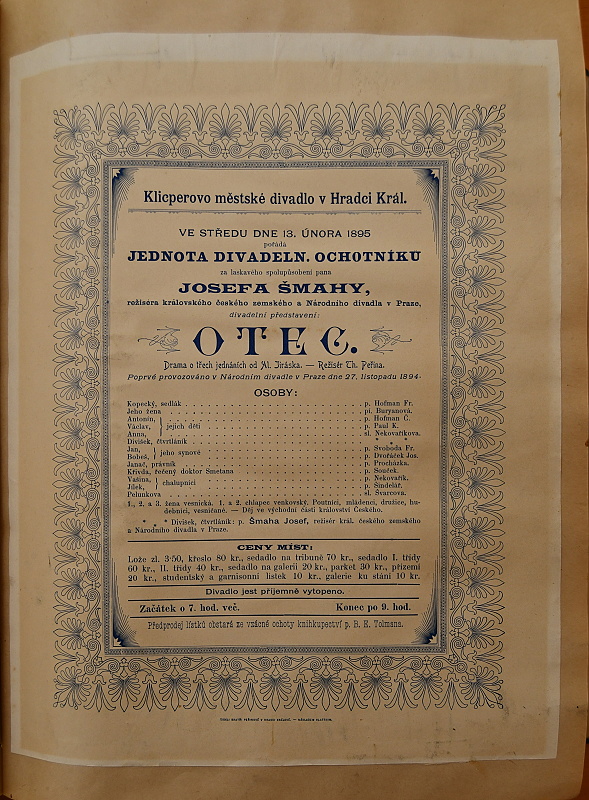 Klicperovo městské divadlo v Hradci Král.
VE STŘEDU DNE 13. ÚNORA 1895
pořádá
JEDNOTA DIVADELN. OCHOTNÍKŮ
za laskavého spolupůsobení pana
JOSEFA ŠMAHY,
režiséra královského českého zemského a Národního divadla v Praze,
divadelní představení:
OTEC.
Drama o třech jednáních od Al. Jiráska. — Režisér Th. Peřina.
Poprvé provozováno v Národním divadle v Praze dne 27. listopadu 1894.
OSOBY:
Kopecký, sedlák . . . p. Hofman Fr.
Jeho žena . . . pí. Buryanová.
Antonín, . . . p. Hofman Č.
Václav, } jejich děti . . . p. Paul K.
Anna, . . . sl. Nekovaříkova.
Divíšek, čtvrtláník . . . * * *
Jan, . . . p. Svoboda Fr.
Bobeš, } jeho synové . . . p. Dvořáček Jos.
Janač, právník . . . p. Procházka.
Křivda, řečený doktor Smetana . . . p. Souček.
Vašina, } chalupníci . . . p. Nekovařík.
Jílek, . . . p. Šindelář.
Pelunkova . . . sl. Švarcova.
1., 2. a 3. žena vesnická. 1. a 2. chlapec venkovský. Poutníci, mládenci, družice, hu-
debníci, vesničané. — Děj ve východní části království Českého.
* * * Divíšek, čtvrtláník: p. Šmaha Josef, režisér král. českého zemského
a Národního divadla v Praze.
CENY MÍST:
Lože zl. 3·50, křeslo 80 kr., sedadlo na tribuně 70 kr., sedadlo I. třídy
60 kr., II. třídy 40 kr., sedadlo na galerii 20 kr., parket 30 kr., přízemí
20 kr., studentský a garnisonní lístek 10 kr., galerie ku stání 10 kr.
Divadlo jest příjemně vytopeno.
Začátek o 7. hod. več. Konec po 9. hod.
Předprodej lístků obstará ze vzácné ochoty knihkupectví p. B. E. Tolmana.